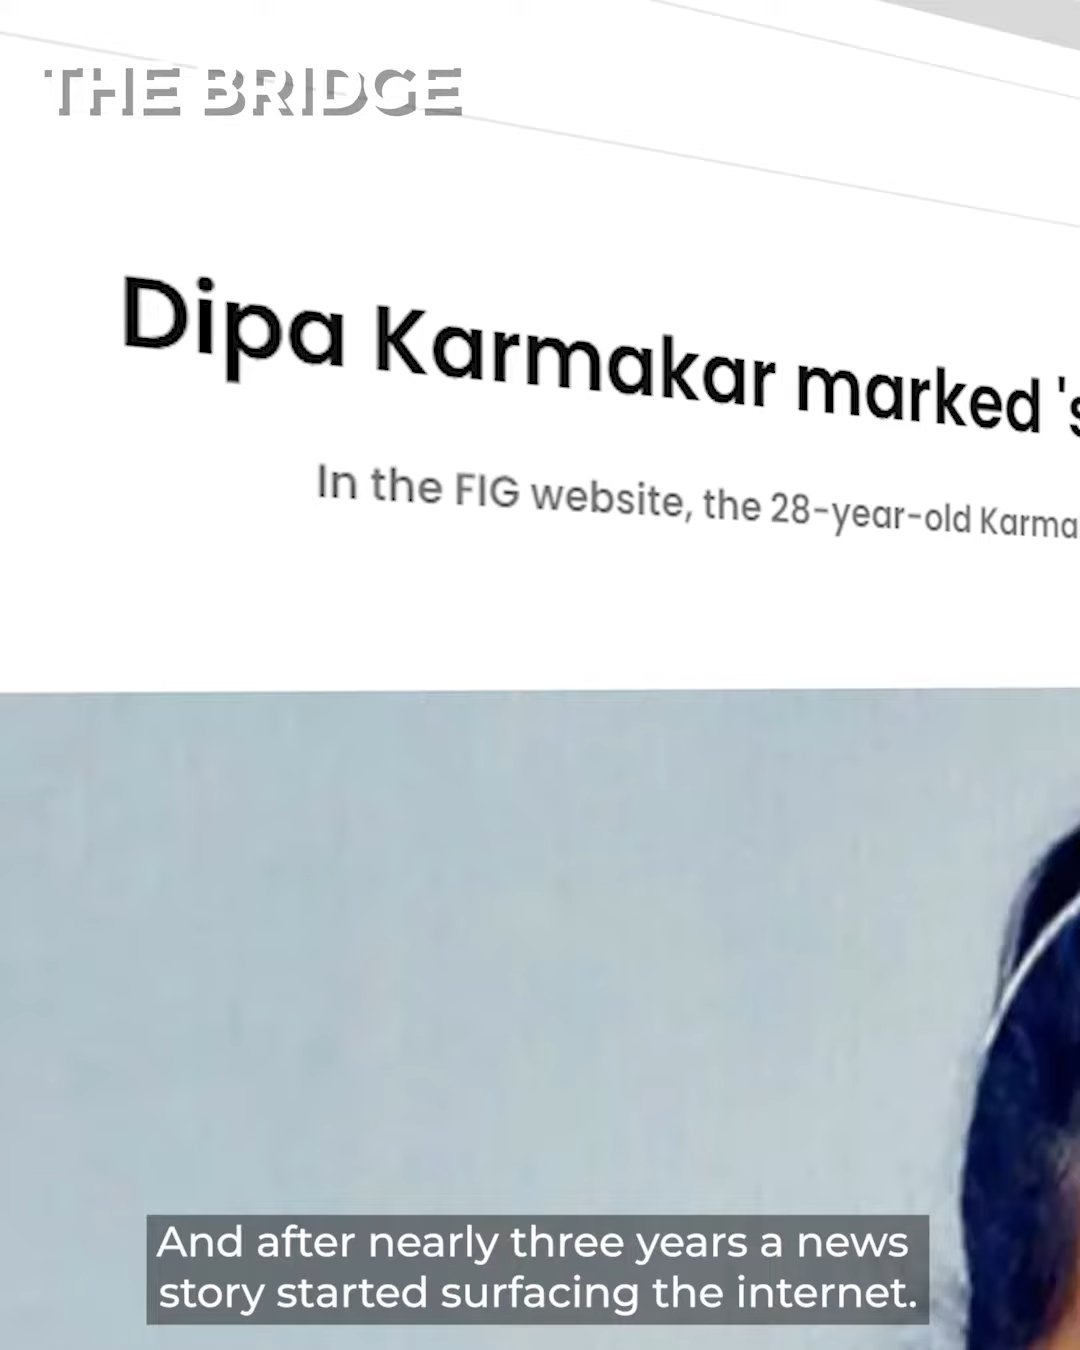 THE BRIDGE
Dipa Karmakar marked
In the FIG website, the 28-year-old
And after nearly three years a news
story started surfacing the internet.